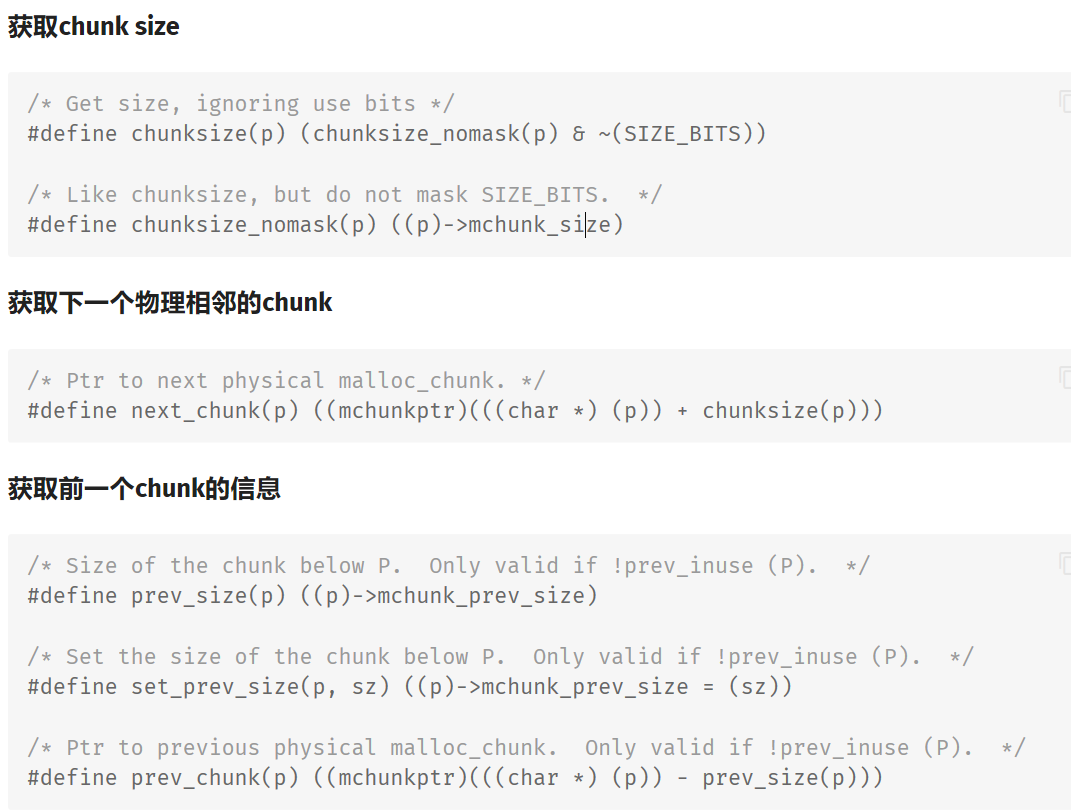 获取chunk size
/* Get size, ignoring use bits */
#define chunksize(p) (chunksize_nomask(p) & ~(SIZE_BITS))
/* Like chunksize, but do not mask SIZE_BITS.  */
#define chunksize_nomask(p) ((p)->mchunk_size)
获取下一个物理相邻的chunk
/* Ptr to next physical malloc_chunk. */
#define next_chunk(p) ((mchunkptr)(((char *) (p)) + chunksize(p)))
获取前一个chunk的信息
/* Size of the chunk below P.  Only valid if !prev_inuse (P).  */
#define prev_size(p) ((p)->mchunk_prev_size)
/* Set the size of the chunk below P.  Only valid if !prev_inuse (P).  */
#define set_prev_size(p, sz) ((p)->mchunk_prev_size = (sz))
/* Ptr to previous physical malloc_chunk.  Only valid if !prev_inuse (P).  */
#define prev_chunk(p) ((mchunkptr)(((char *) (p)) - prev_size(p)))